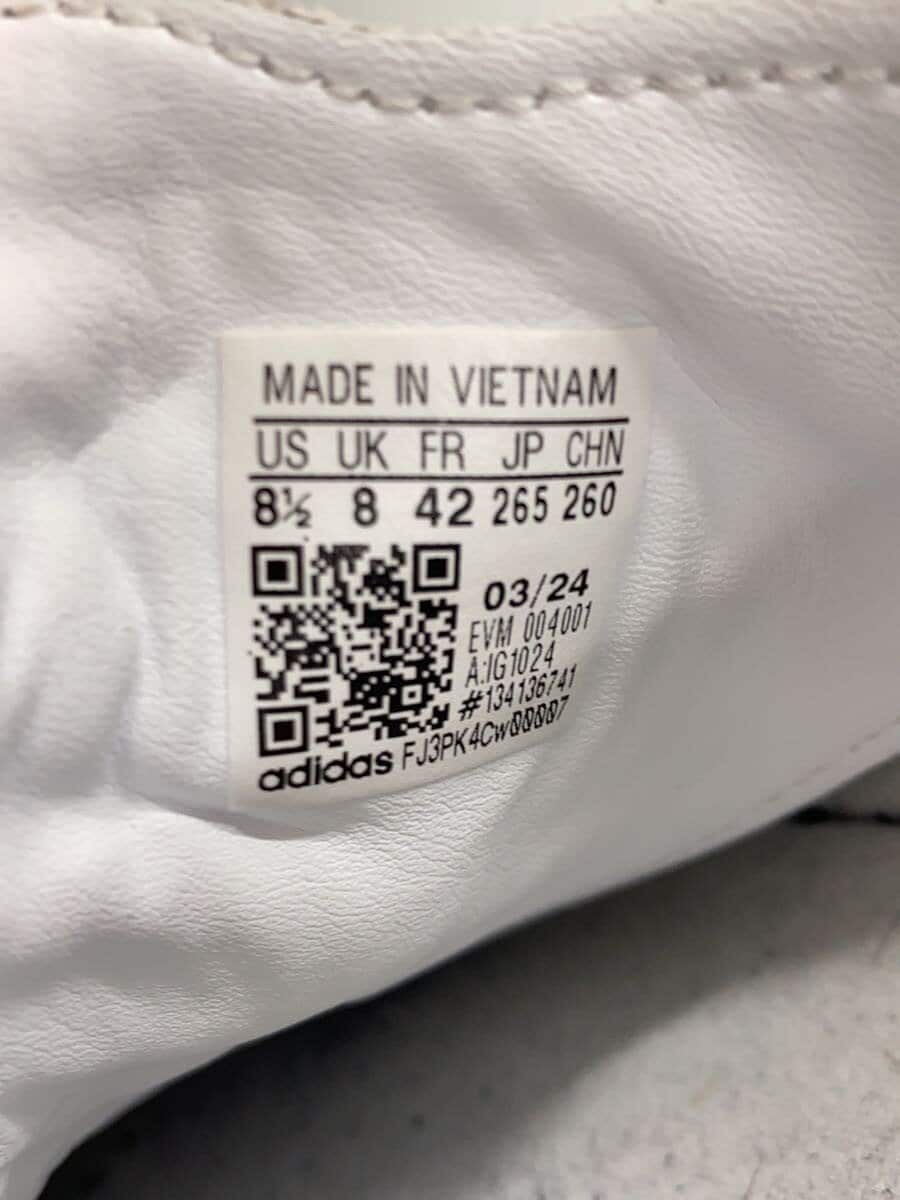 MADE IN VIETNAM
US UK FR JP CHN
8½ 8 42 265 260
03/24
EVM 004001
A:IG1024
#134136741
adidas FJ3PK4Cw00007